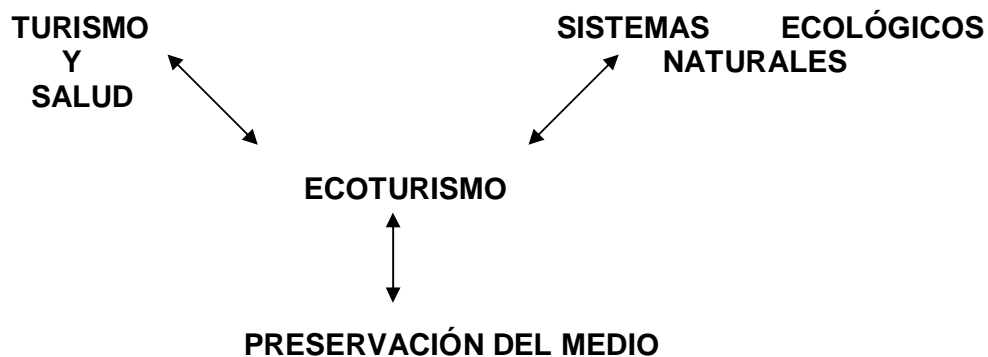 TURISMO
Y
SALUD
SISTEMAS ECOLÓGICOS
NATURALES
ECOTURISMO
PRESERVACIÓN DEL MEDIO